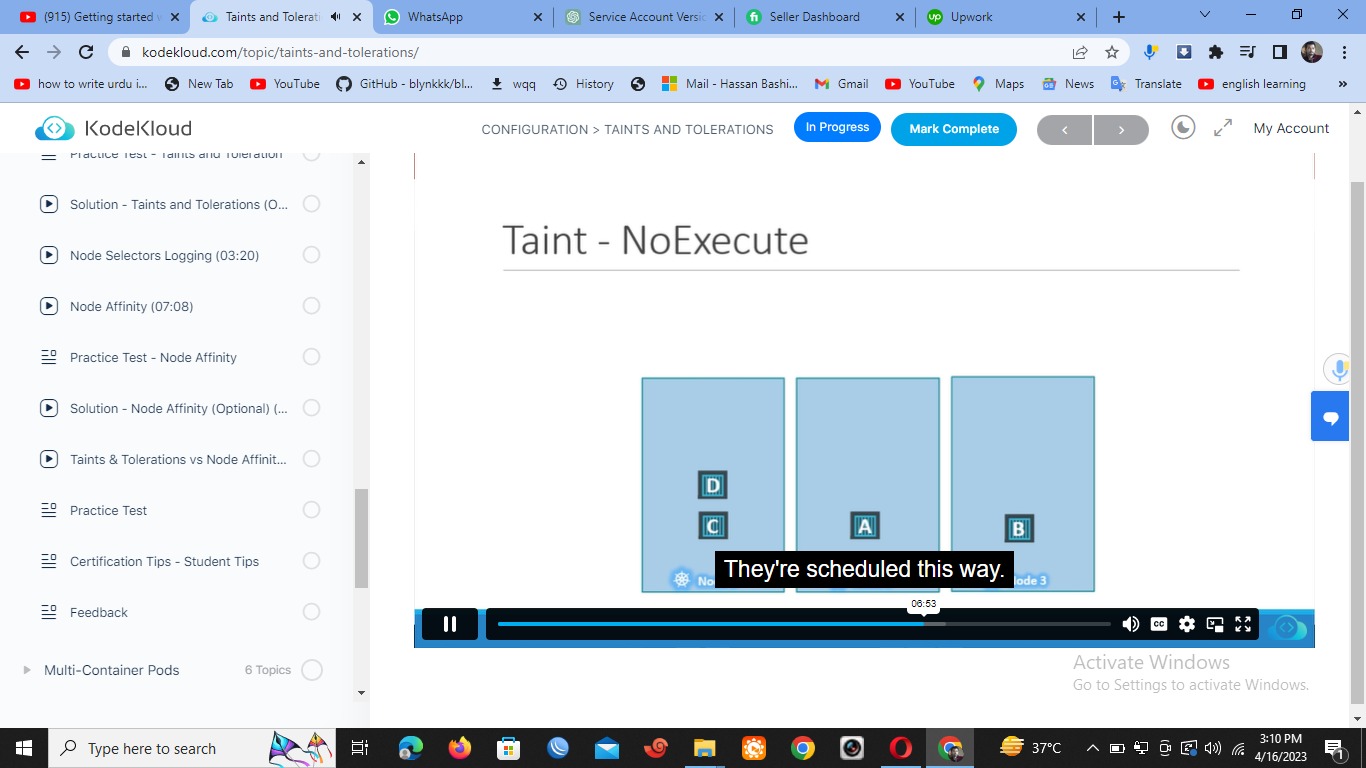 (915) Getting started w
Taints and Tolerati
WhatsApp
Service Account Versio
Seller Dashboard
Upwork
kodekloud.com/topic/taints-and-tolerations/
how to write urdu i...
New Tab
YouTube
GitHub - blynkkk/bl...
wqq
History
Mail - Hassan Bashi...
Gmail
YouTube
Maps
News
Translate
english learning
»
KodeKloud
CONFIGURATION > TAINTS AND TOLERATIONS
In Progress
Mark Complete
My Account
Practice Test - Taints and Toleration
Solution - Taints and Tolerations (O...
Node Selectors Logging (03:20)
Node Affinity (07:08)
Practice Test - Node Affinity
Solution - Node Affinity (Optional) (...
Taints & Tolerations vs Node Affinit...
Practice Test
Certification Tips - Student Tips
Feedback
Multi-Container Pods
6 Topics
Taint - NoExecute
D
C
A
B
No
ode 3
They're scheduled this way.
06:53
CC
Activate Windows
Go to Settings to activate Windows.
Type here to search
37°C
3:10 PM
4/16/2023
1